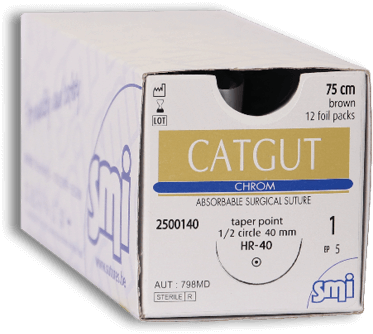 75 cm
brown
12 foil packs
LOT
CATGUT
CHROM
ABSORBABLE SURGICAL SUTURE
2500140
taper point
1/2 circle 40 mm
HR-40
1
EP 5
AUT : 798MD
STERILE R
smi
smi